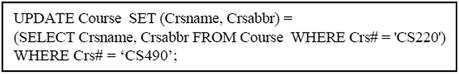 UPDATE Course SET (Crsname, Crsabbr) =
(SELECT Crsname, Crsabbr FROM Course WHERE Crs# = 'CS220')
WHERE Crs# = ‘CS490’;